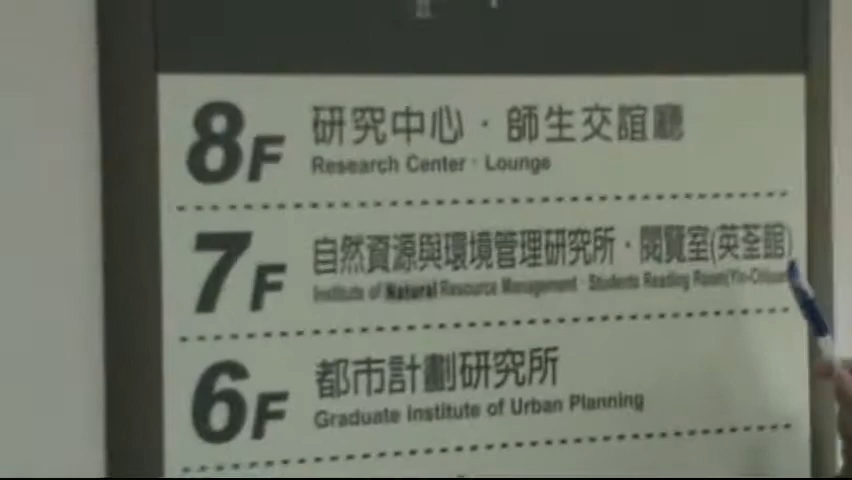 8F 研究中心·師生交誼廳
Research Center · Lounge
7F 自然資源與環境管理研究所·閱覽室(英荃館)
Institute of Natural Resource Management · Students Reading Room
6F 都市計劃研究所
Graduate Institute of Urban Planning